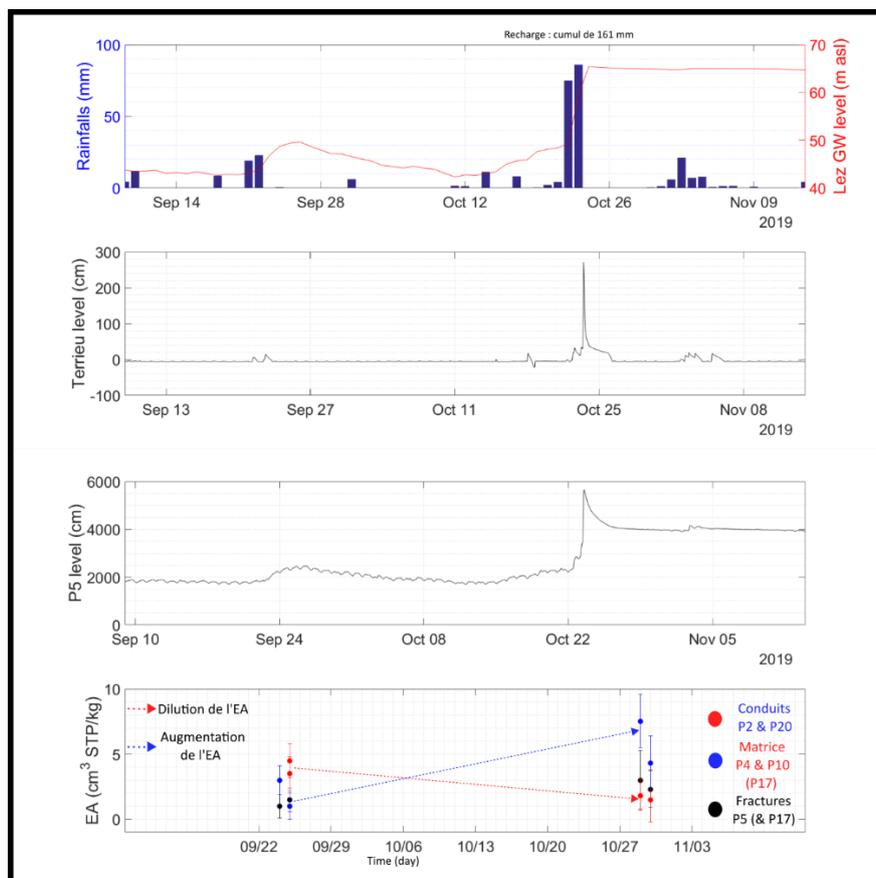 Recharge : cumul de 161 mm
100
50
0
Rainfalls (mm)
70
60
50
40
Lez GW level (m asl)
Sep 14
Sep 28
Oct 12
Oct 26
Nov 09
2019
300
200
100
0
-100
Terrieu level (cm)
Sep 13
Sep 27
Oct 11
Oct 25
Nov 08
2019
6000
4000
2000
0
P5 level (cm)
Sep 10
Sep 24
Oct 08
Oct 22
Nov 05
2019
10
5
0
EA (cm³ STP/kg)
Dilution de l'EA
Augmentation
de l'EA
Conduits
P2 & P20
Matrice
P4 & P10
(P17)
Fractures
P5 (& P17)
09/22
09/29
10/06
10/13
10/20
10/27
11/03
Time (day)